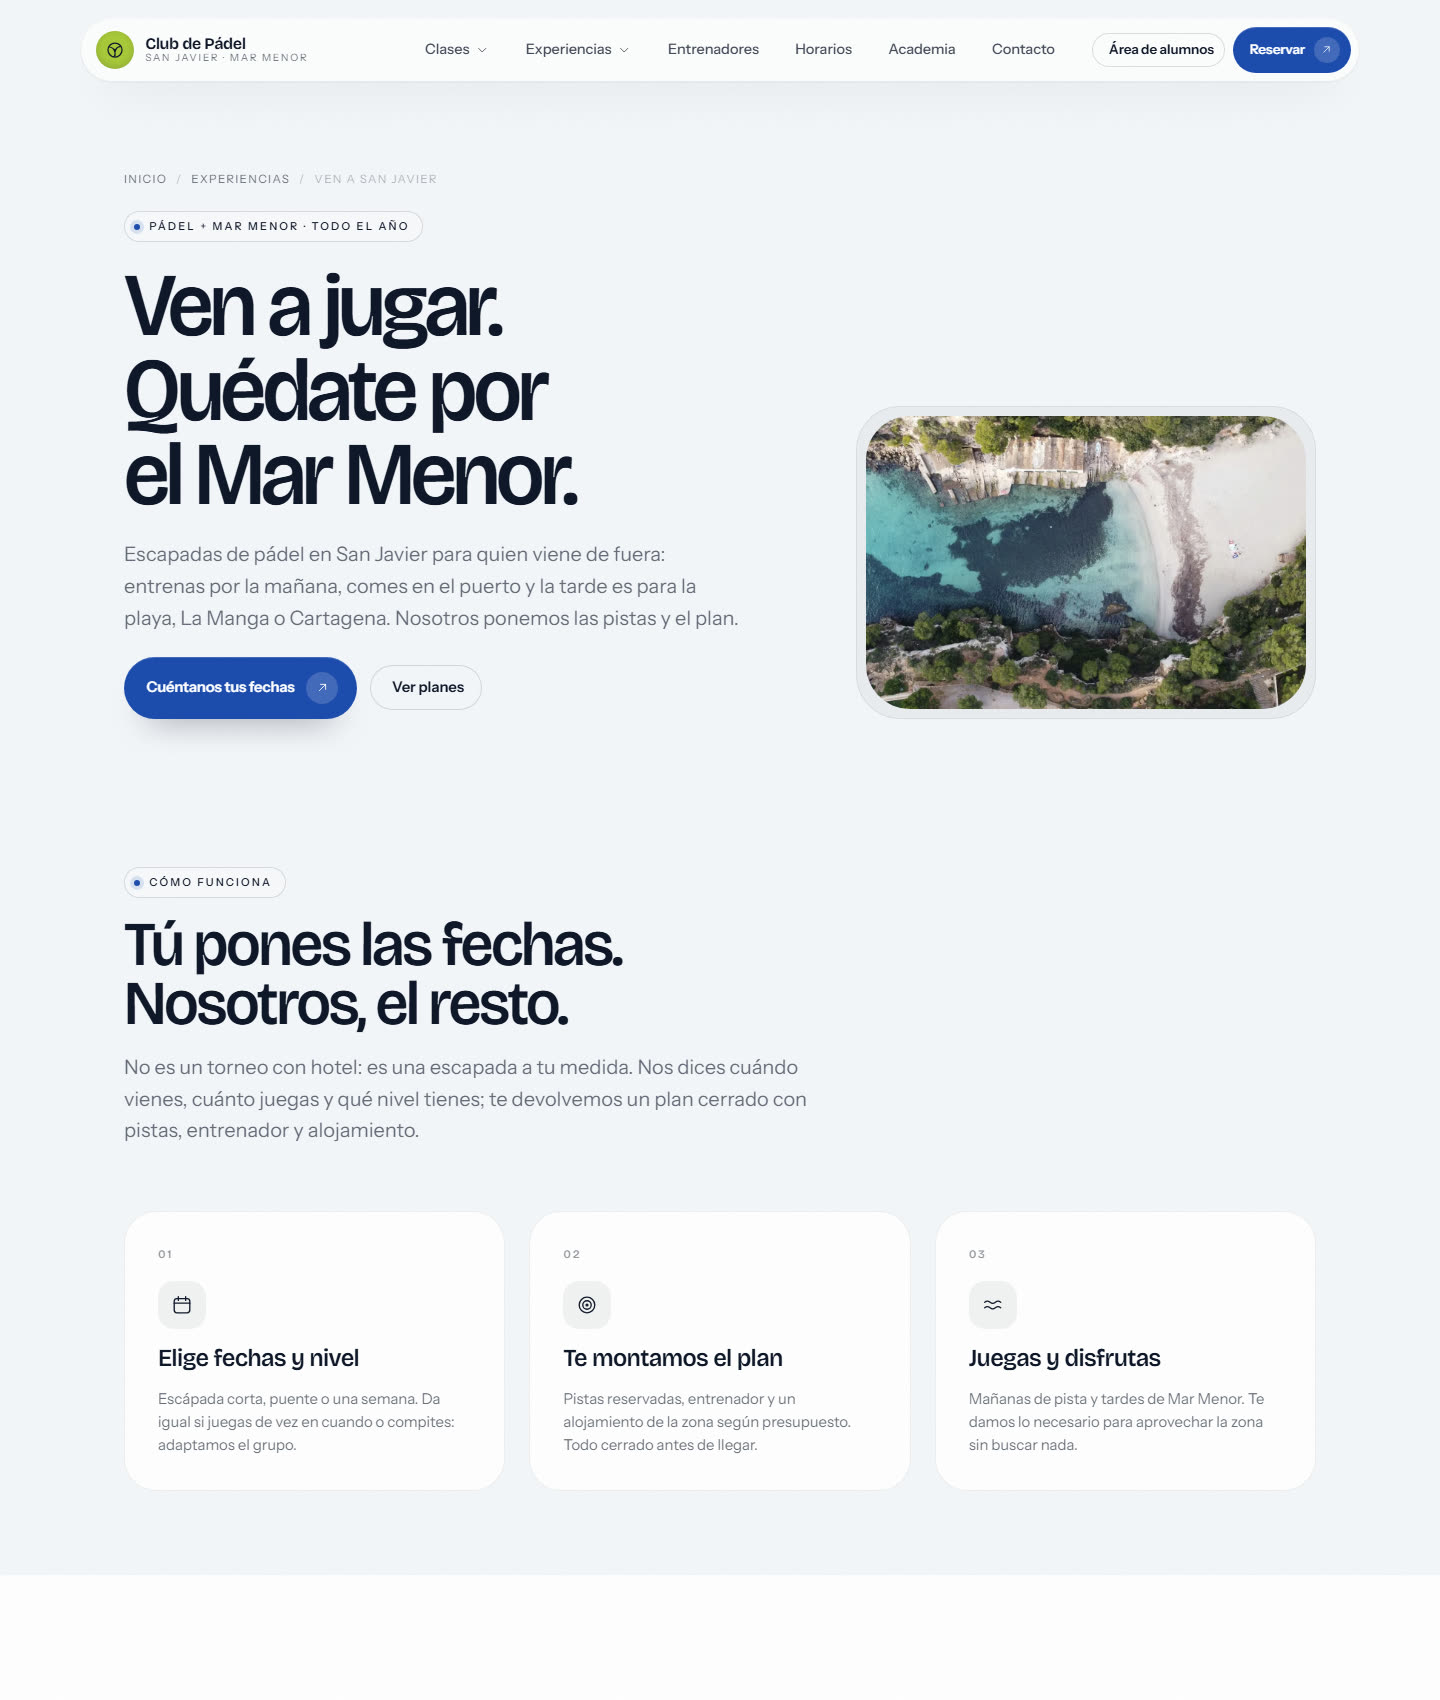 Club de Pádel
SAN JAVIER · MAR MENOR
Clases
Experiencias
Entrenadores
Horarios
Academia
Contacto
Área de alumnos
Reservar
INICIO / EXPERIENCIAS / VEN A SAN JAVIER
PÁDEL + MAR MENOR · TODO EL AÑO
Ven a jugar.
Quédate por
el Mar Menor.
Escapadas de pádel en San Javier para quien viene de fuera:
entrenas por la mañana, comes en el puerto y la tarde es para la
playa, La Manga o Cartagena. Nosotros ponemos las pistas y el plan.
Cuéntanos tus fechas
Ver planes
CÓMO FUNCIONA
Tú pones las fechas.
Nosotros, el resto.
No es un torneo con hotel: es una escapada a tu medida. Nos dices cuándo
vienes, cuánto juegas y qué nivel tienes; te devolvemos un plan cerrado con
pistas, entrenador y alojamiento.
01
Elige fechas y nivel
Escápada corta, puente o una semana. Da
igual si juegas de vez en cuando o compites:
adaptamos el grupo.
02
Te montamos el plan
Pistas reservadas, entrenador y un
alojamiento de la zona según presupuesto.
Todo cerrado antes de llegar.
03
Juegas y disfrutas
Mañanas de pista y tardes de Mar Menor. Te
damos lo necesario para aprovechar la zona
sin buscar nada.